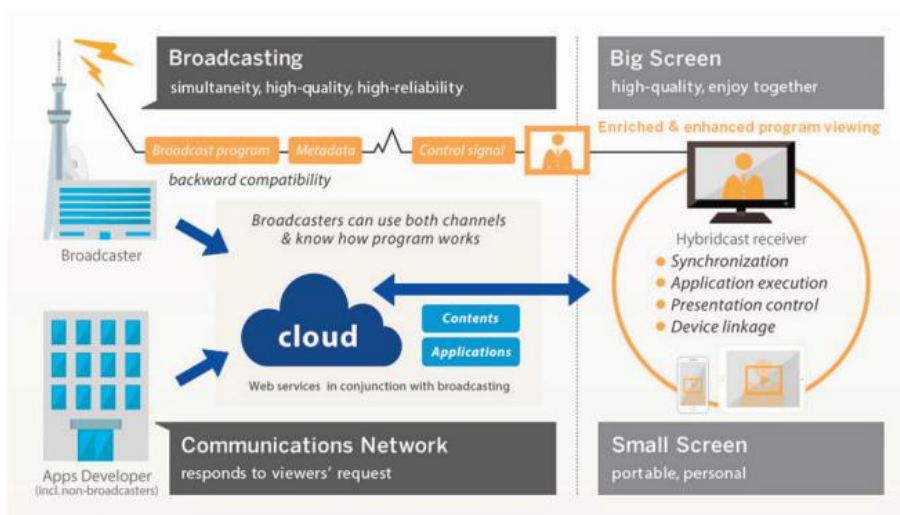 Broadcasting
simultaneity, high-quality, high-reliability
Big Screen
high-quality, enjoy together
Enriched & enhanced program viewing
Broadcast program
Metadata
Control signal
backward compatibility
Broadcasters can use both channels
& know how program works
Broadcaster
Hybridcast receiver
• Synchronization
• Application execution
• Presentation control
• Device linkage
cloud
Contents
Applications
Web services in conjunction with broadcasting
Apps Developer
(incl. non-broadcasters)
Communications Network
responds to viewers' request
Small Screen
portable, personal